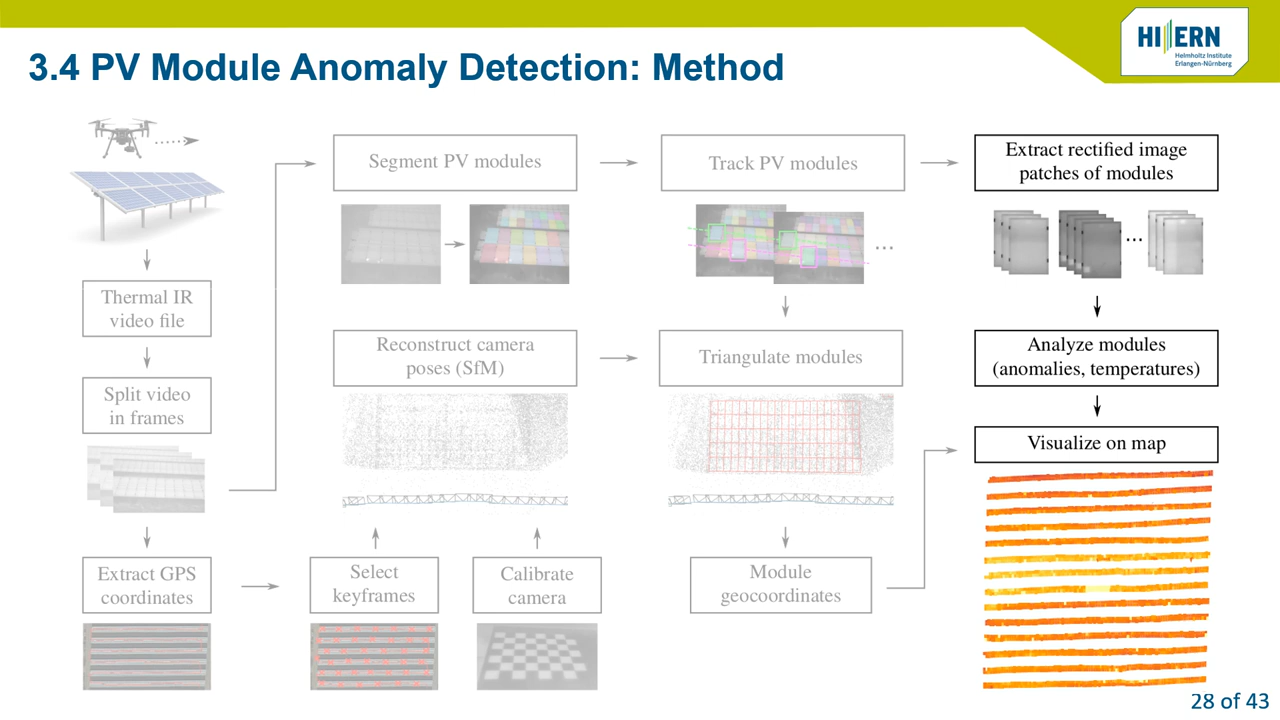 3.4 PV Module Anomaly Detection: Method
HI ERN
Helmholtz Institute
Erlangen-Nürnberg
Thermal IR
video file
Split video
in frames
Extract GPS
coordinates
Segment PV modules
Reconstruct camera
poses (SfM)
Select
keyframes
Calibrate
camera
Track PV modules
...
Triangulate modules
Module
geocoordinates
Extract rectified image
patches of modules
...
Analyze modules
(anomalies, temperatures)
Visualize on map
28 of 43